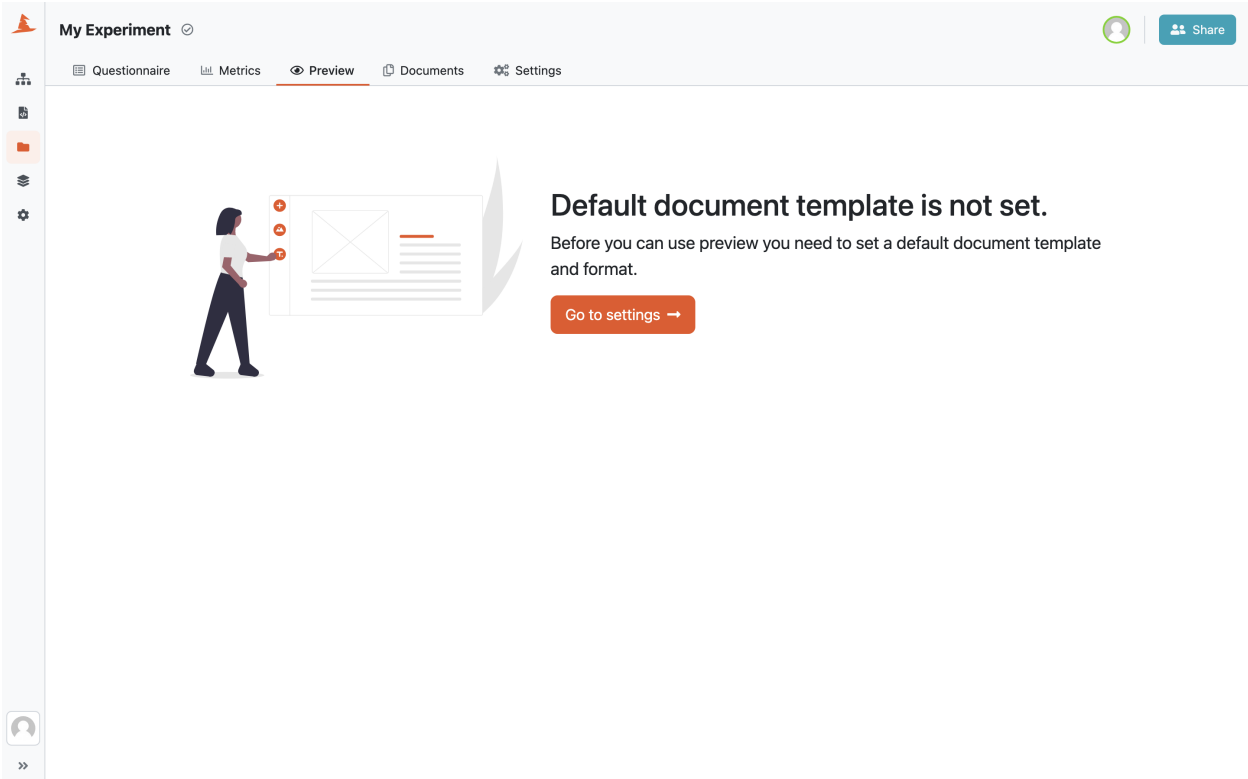 My Experiment
Share
Questionnaire
Metrics
Preview
Documents
Settings
Default document template is not set.
Before you can use preview you need to set a default document template
and format.
Go to settings